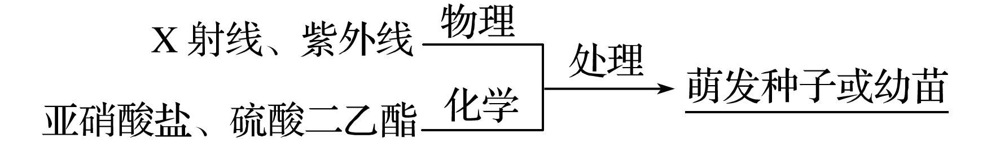 X 射线、紫外线
物理
处理
萌发种子或幼苗
亚硝酸盐、硫酸二乙酯
化学